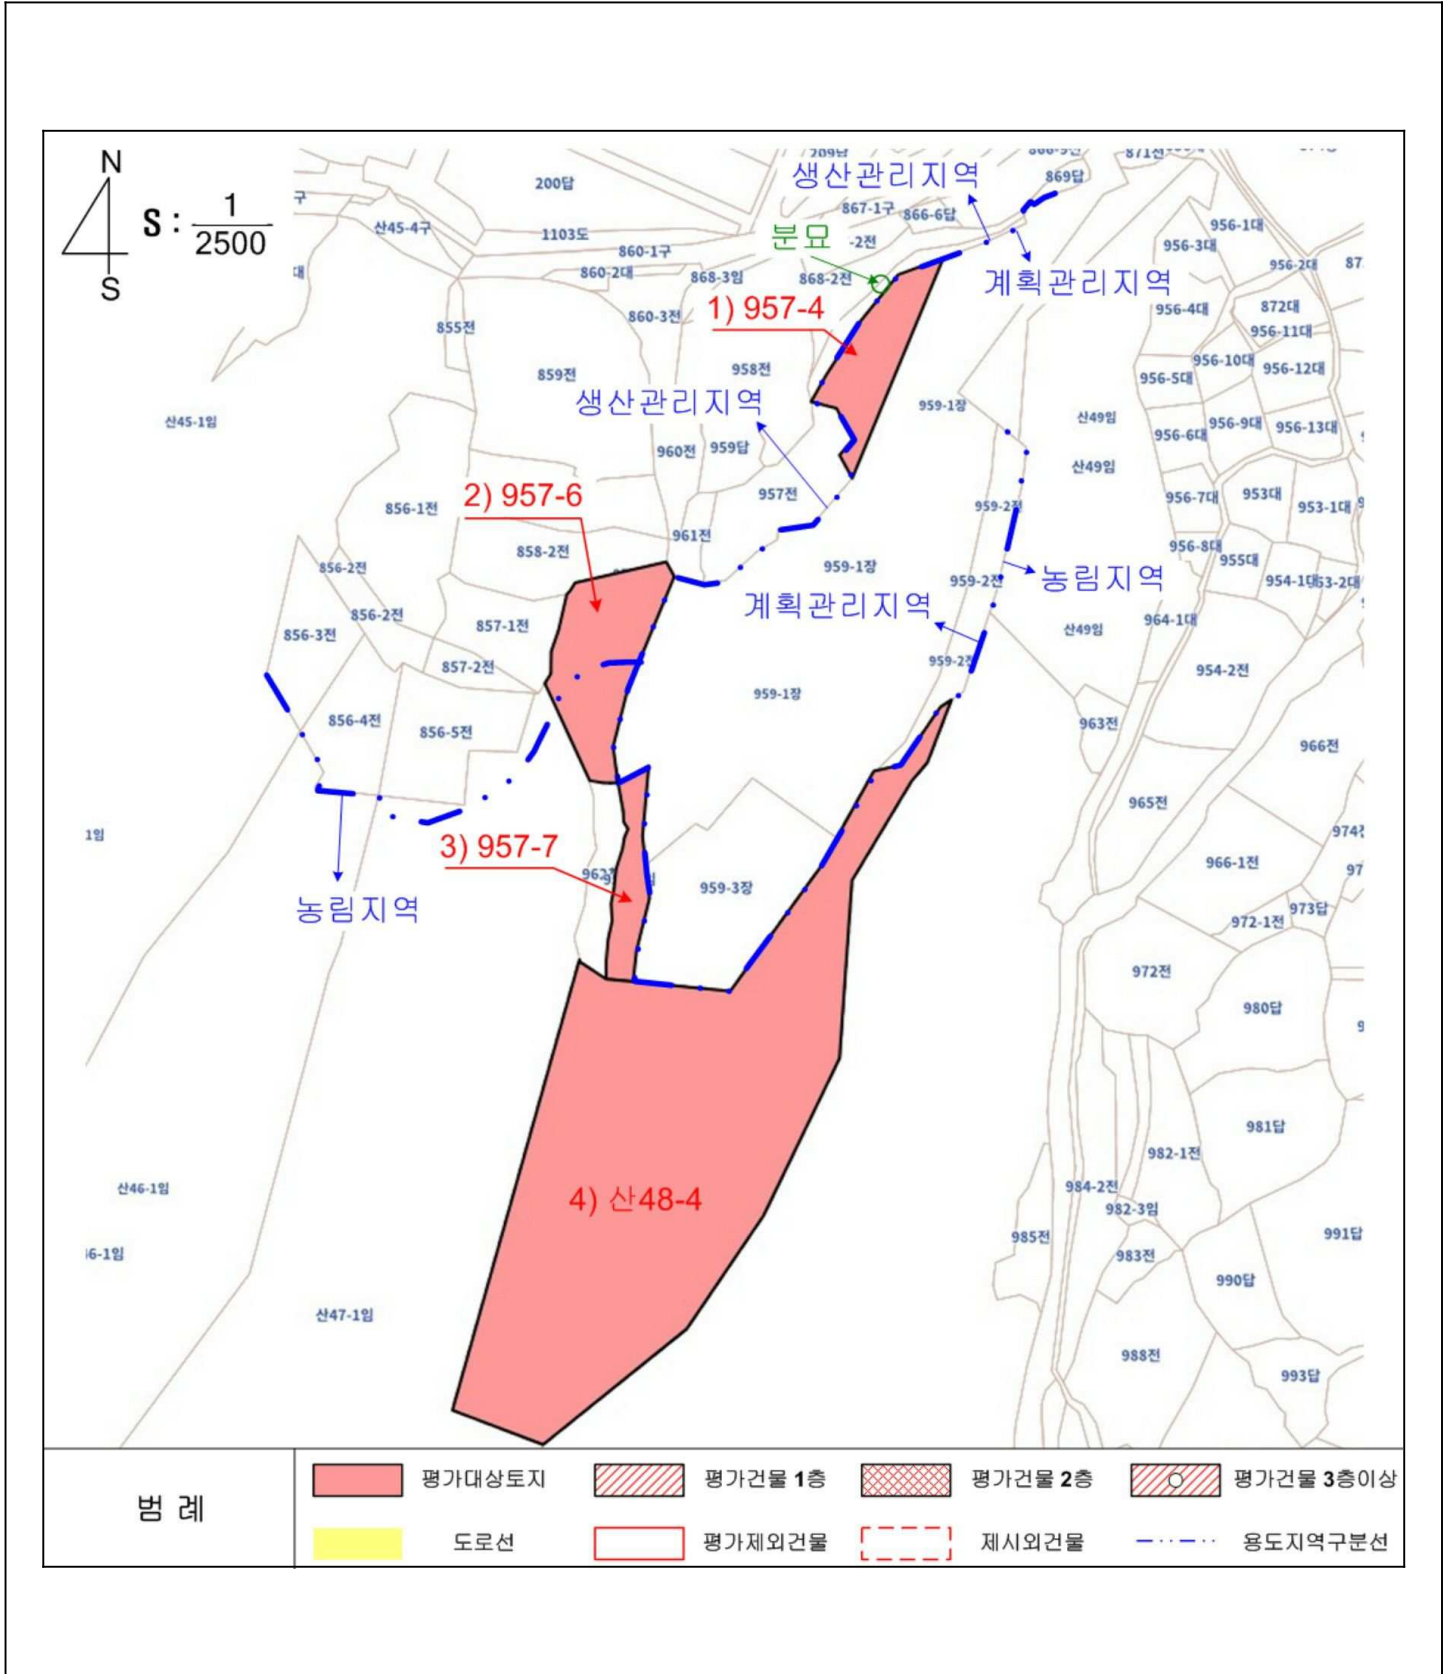 N
S : 1/2500
S
200답
869답
생산관리지역
867-1구
866-6답
산45-4구
1103도
분묘
-2전
956-1대
956-3대
860-1구
860-2대
868-3임
868-2전
956-2대
계획관리지역
1) 957-4
860-3전
956-4대
872대
855전
956-11대
958전
956-10대
956-12대
859전
956-5대
생산관리지역
959-1장
산49임
산45-1임
956-9대
956-13대
956-6대
960전
959답
산49임
2) 957-6
957전
956-7대
953대
856-1전
959-2전
953-1대
961전
858-2전
956-8대
955대
856-2전
959-1장
농림지역
959-2전
954-1대
53-2대
계획관리지역
856-2전
964-1대
857-1전
856-3전
산49임
857-2전
959-2전
954-2전
959-1장
856-4전
856-5전
963전
966전
965전
1임
974전
3) 957-7
966-1전
962전
959-3장
농림지역
973답
972-1전
972전
980답
981답
982-1전
산46-1임
984-2전
4) 산48-4
982-3임
985전
991답
46-1임
983전
990답
산47-1임
988전
993답
범 례
평가대상토지
평가건물 1층
평가건물 2층
평가건물 3층이상
도로선
평가제외건물
제시외건물
용도지역구분선